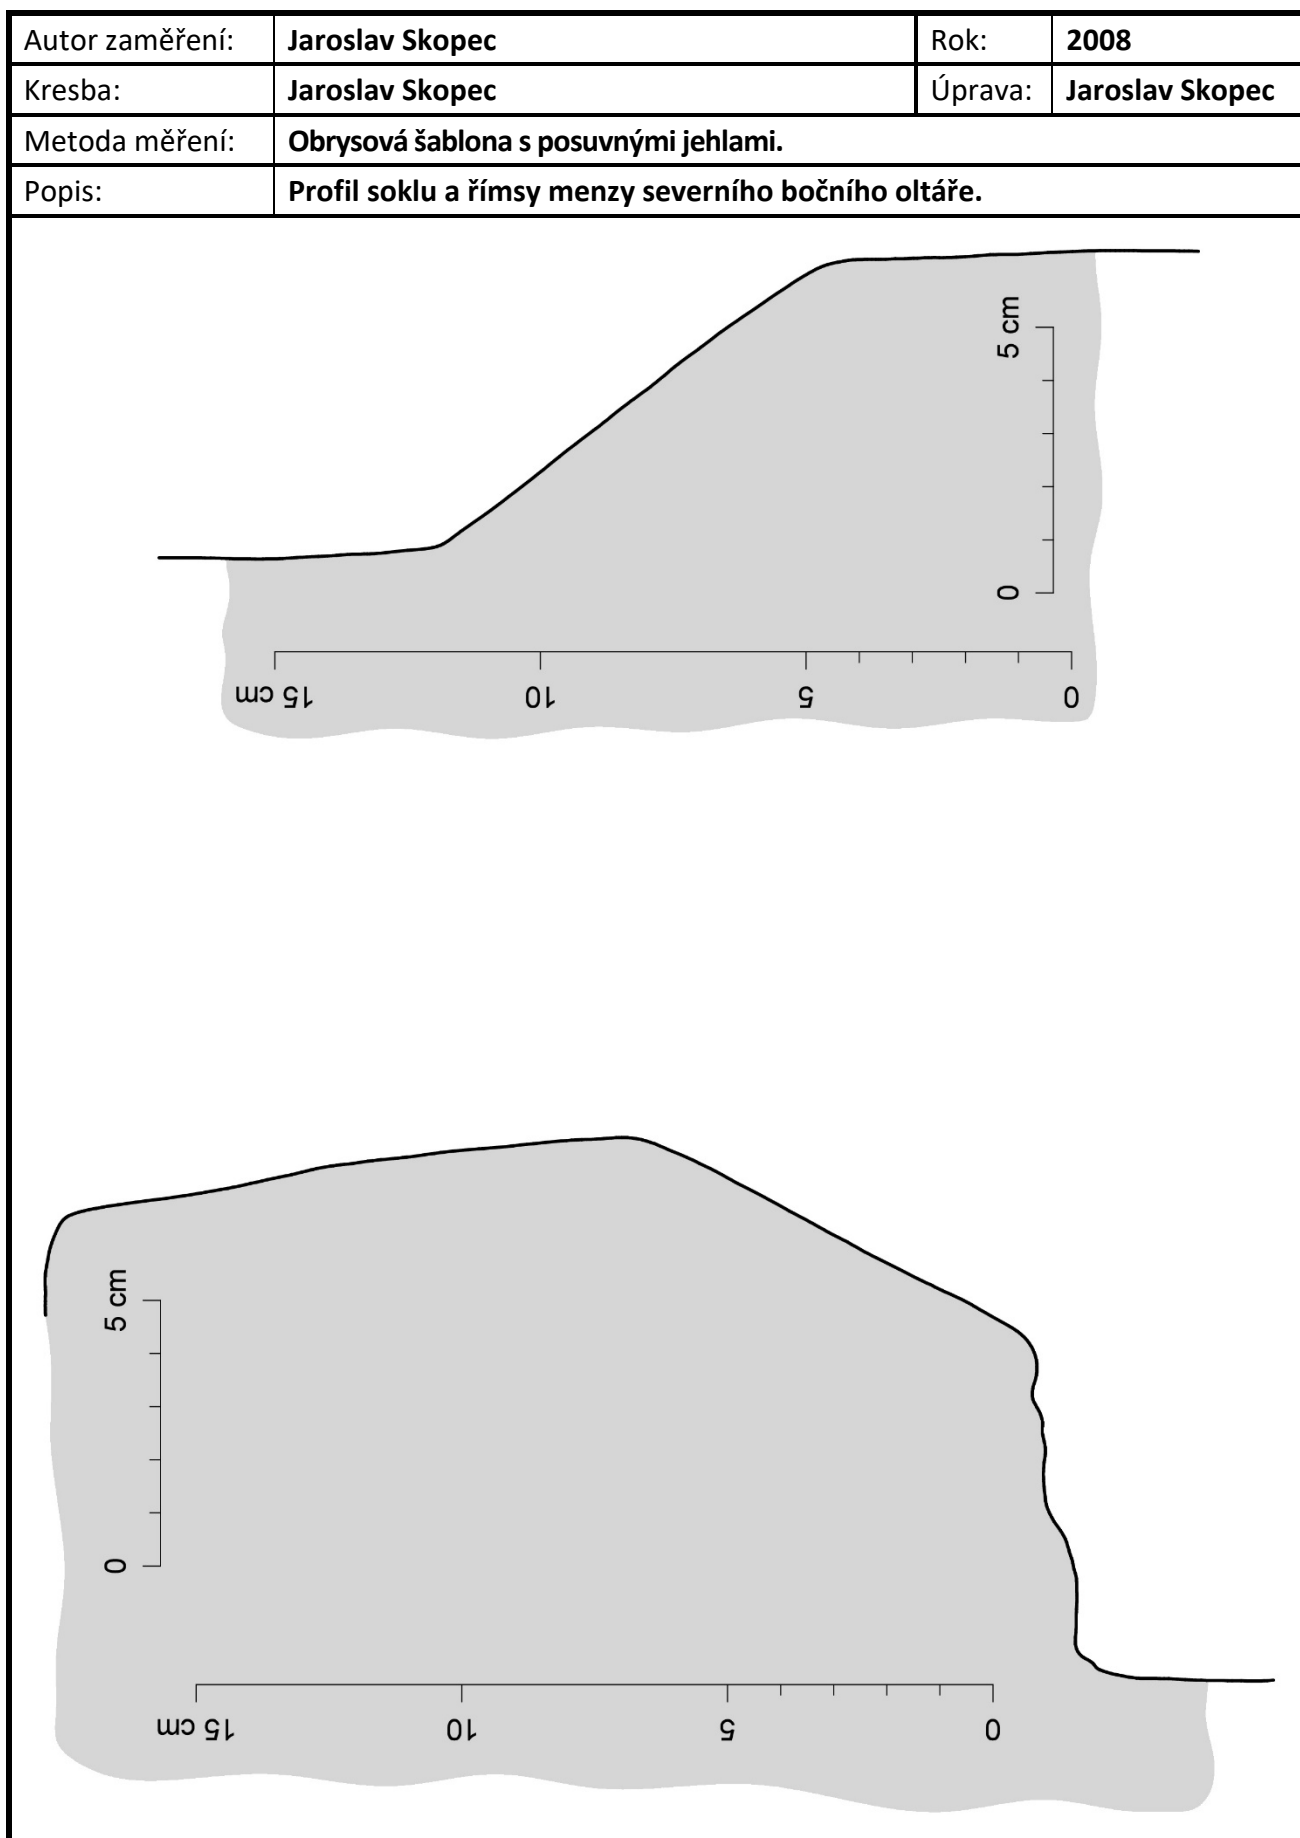 Autor zaměření: Jaroslav Skopec Rok: 2008
Kresba: Jaroslav Skopec Úprava: Jaroslav Skopec
Metoda měření: Obrysová šablona s posuvnými jehlami.
Popis: Profil soklu a římsy menzy severního bočního oltáře.
5 cm
0
15 cm 10 5 0
5 cm
0
15 cm 10 5 0